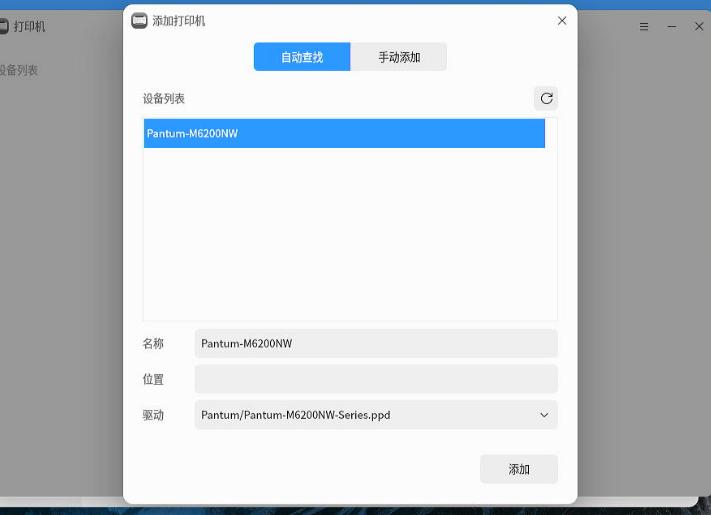 打印机
设备列表
添加打印机
自动查找
手动添加
设备列表
Pantum-M6200NW
名称
Pantum-M6200NW
位置
驱动
Pantum/Pantum-M6200NW-Series.ppd
添加